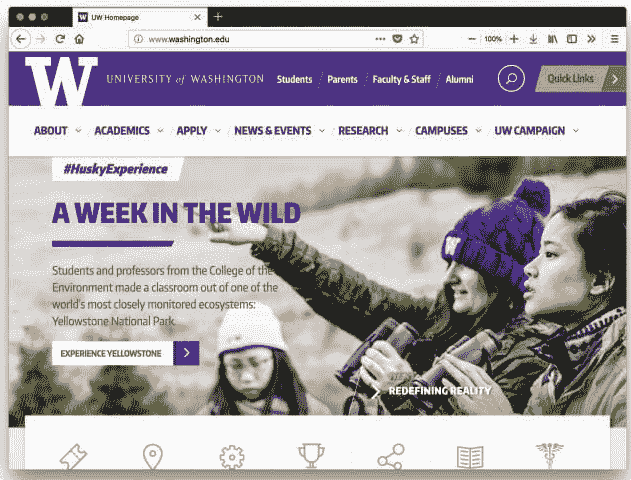 UW Homepage
www.washington.edu
100%
W UNIVERSITY of WASHINGTON
Students Parents Faculty & Staff Alumni
Quick Links
ABOUT ACADEMICS APPLY NEWS & EVENTS RESEARCH CAMPUSES UW CAMPAIGN
#HuskyExperience
A WEEK IN THE WILD
Students and professors from the College of the
Environment made a classroom out of one of the
world's most closely monitored ecosystems:
Yellowstone National Park.
EXPERIENCE YELLOWSTONE
W
REDEFINING REALITY